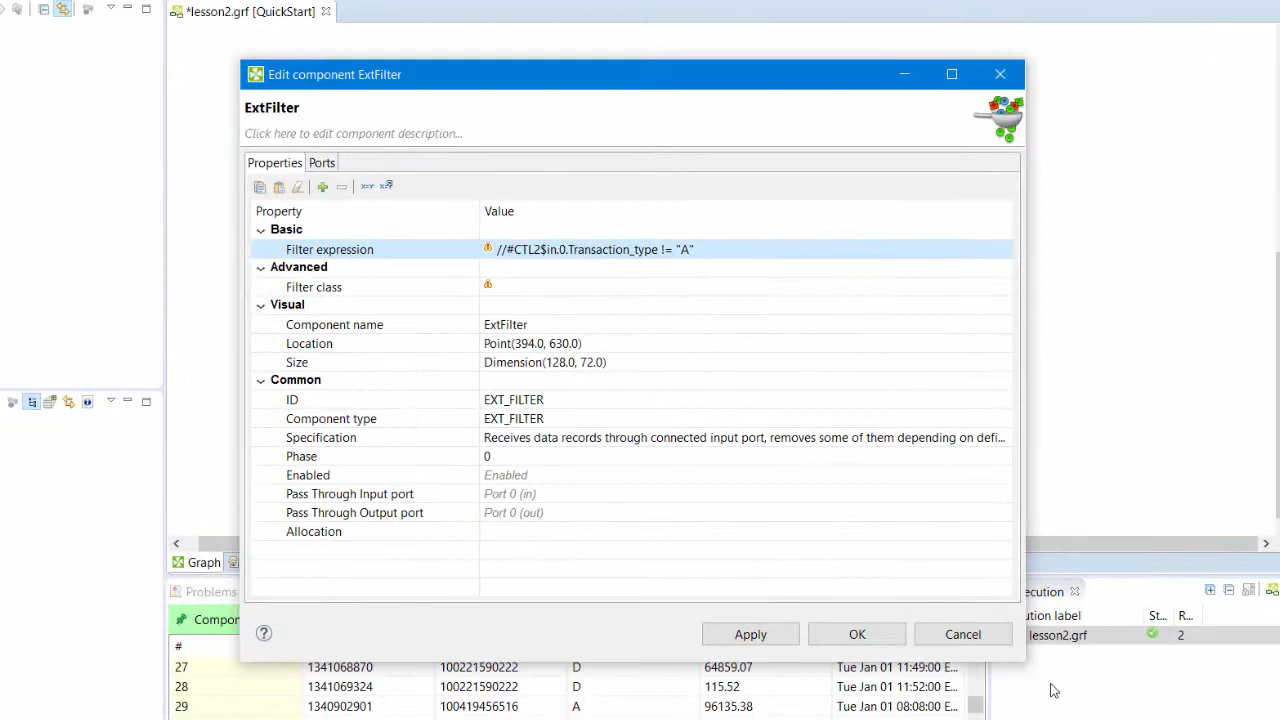 *lesson2.grf [QuickStart]
Edit component ExtFilter
ExtFilter
Click here to edit component description...
Properties Ports
Property Value
Basic
Filter expression //#CTL2$in.0.Transaction_type != "A"
Advanced
Filter class
Visual
Component name ExtFilter
Location Point(394.0, 630.0)
Size Dimension(128.0, 72.0)
Common
ID EXT_FILTER
Component type EXT_FILTER
Specification Receives data records through connected input port, removes some of them depending on defi...
Phase 0
Enabled Enabled
Pass Through Input port Port 0 (in)
Pass Through Output port Port 0 (out)
Allocation
Graph
Problems ecution
Compor ution label St... R...
Apply OK Cancel lesson2.grf 2
#
27 1341068870 100221590222 D 64859.07 Tue Jan 01 11:49:00 E...
28 1341069324 100221590222 D 115.52 Tue Jan 01 11:52:00 E...
29 1340902901 100419456516 A 96135.38 Tue Jan 01 08:08:00 E...